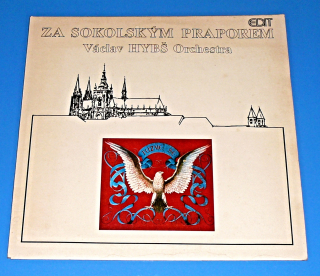 EDIT
ZA SOKOLSKÝM PRAPOREM
Václav HYBŠ Orchestra